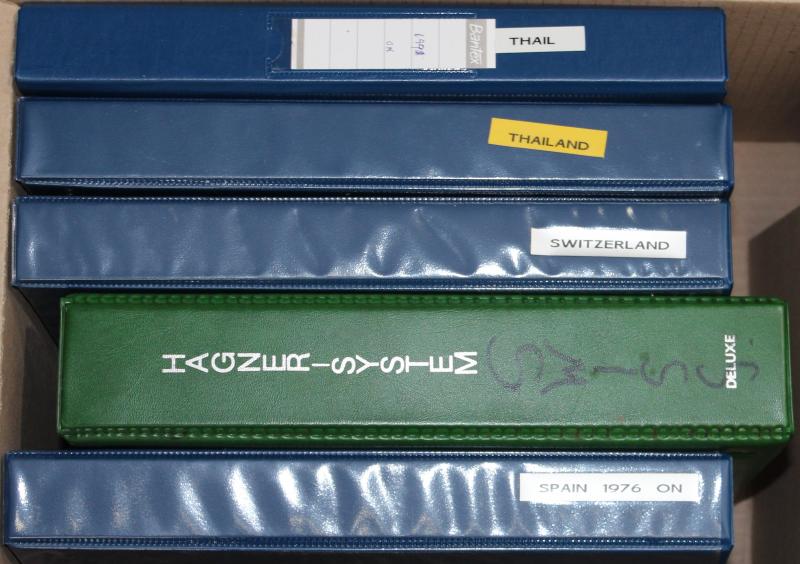 Bantex
THAIL
THAILAND
SWITZERLAND
HAGNER SYSTEM
SWISS
DELUXE
SPAIN 1976 ON